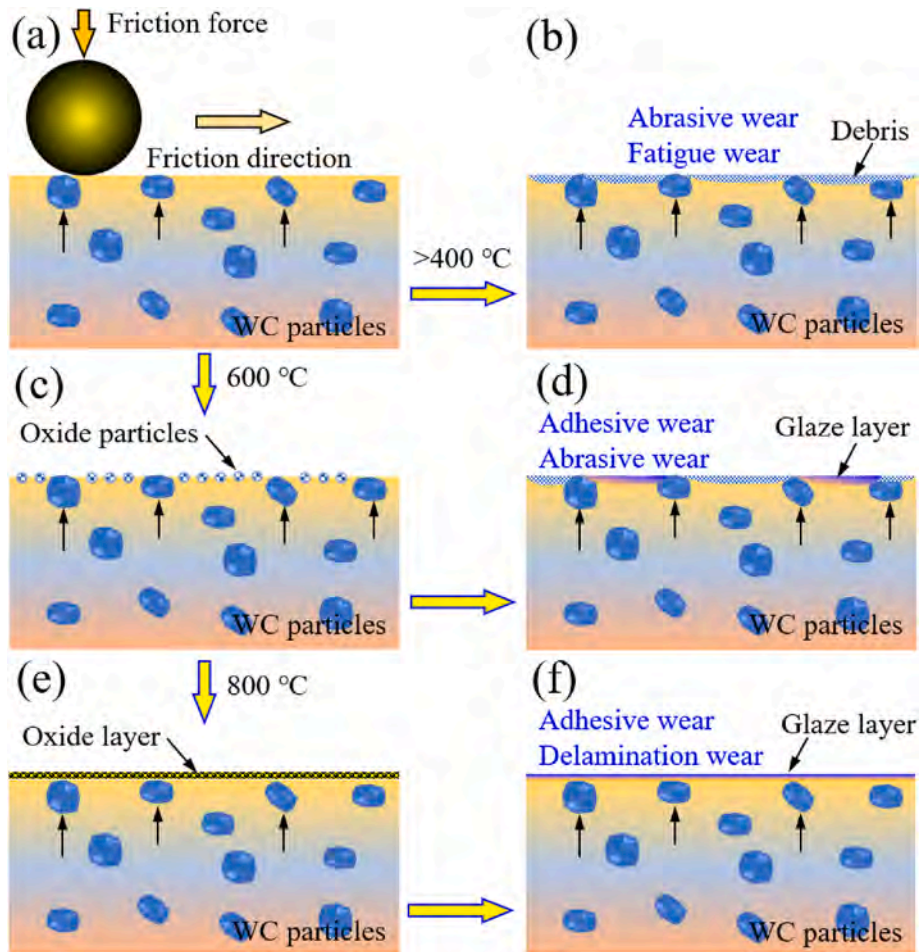 (a)
Friction force
Friction direction
WC particles
>400 °C
(b)
Abrasive wear
Fatigue wear
Debris
WC particles
600 °C
(c)
Oxide particles
WC particles
(d)
Adhesive wear
Abrasive wear
Glaze layer
WC particles
800 °C
(e)
Oxide layer
WC particles
(f)
Adhesive wear
Delamination wear
Glaze layer
WC particles